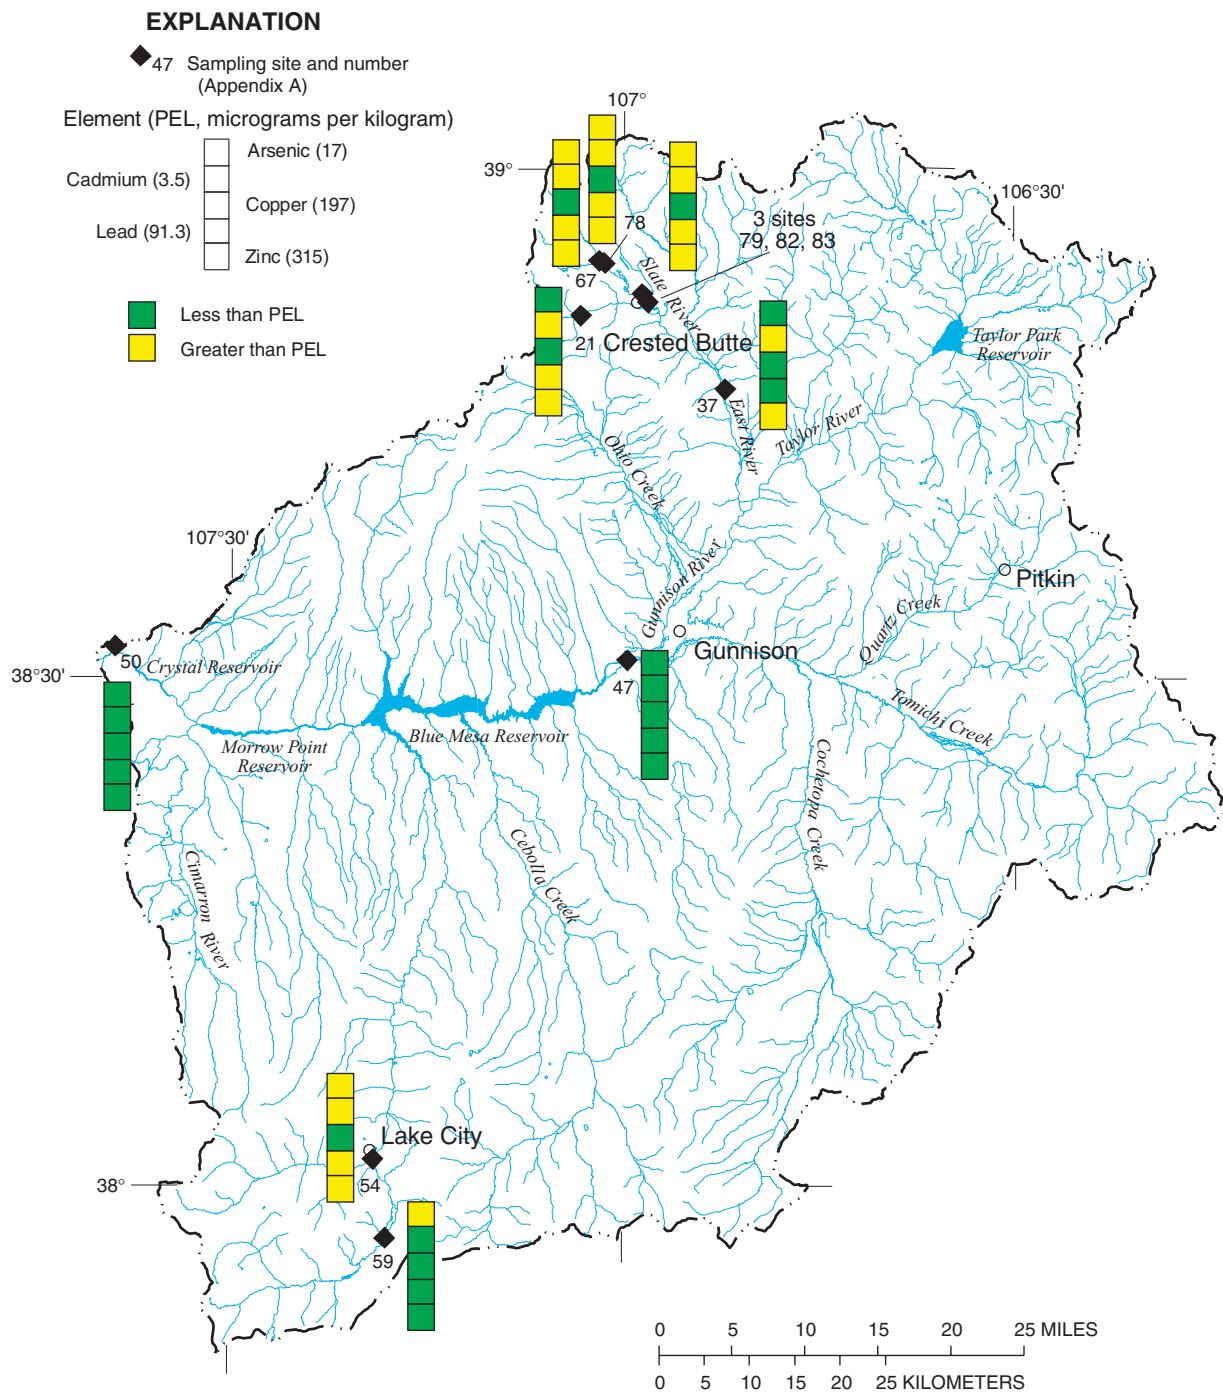 EXPLANATION
47 Sampling site and number
(Appendix A)
Element (PEL, micrograms per kilogram)
Arsenic (17)
Cadmium (3.5)
Copper (197)
Lead (91.3)
Zinc (315)
Less than PEL
Greater than PEL
107°
39°
106°30'
3 sites
79, 82, 83
78
67
Slate River
21
Crested Butte
Taylor Park
Reservoir
37
East River
Taylor River
Ohio Creek
107°30'
Gunnison River
Pitkin
Quartz Creek
50
Crystal Reservoir
38°30'
Gunnison
47
Tomichi Creek
Blue Mesa Reservoir
Morrow Point
Reservoir
Cochetopa Creek
Cebolla Creek
Cimarron River
Lake City
38°
54
59
0 5 10 15 20 25 MILES
0 5 10 15 20 25 KILOMETERS